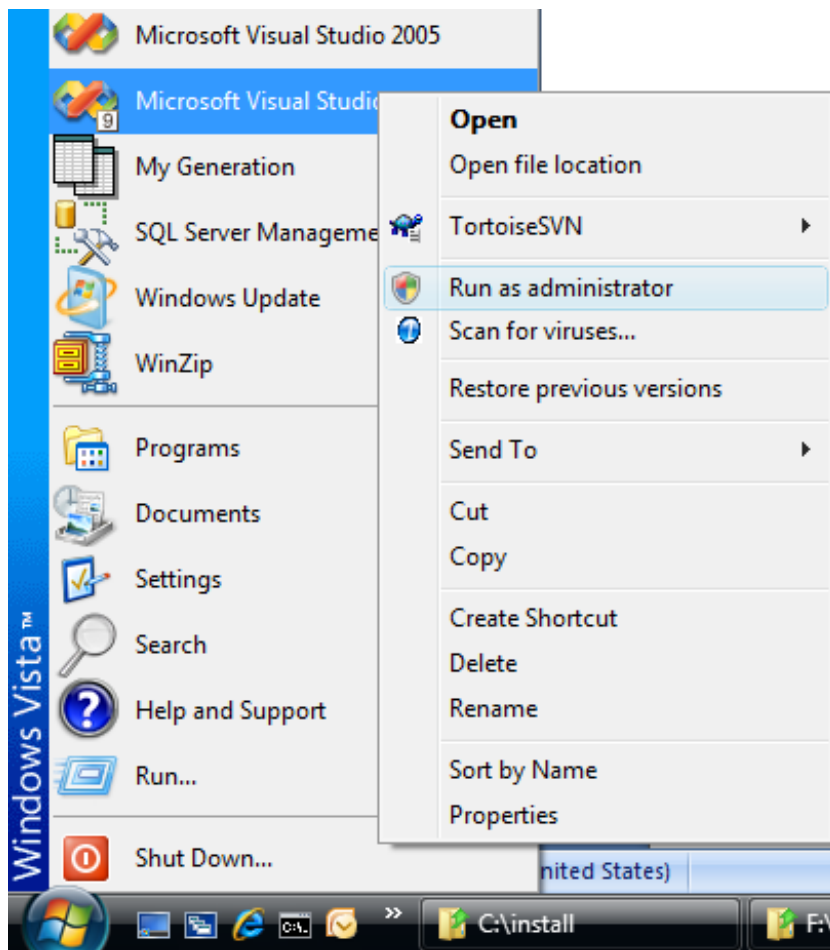 Microsoft Visual Studio 2005
Microsoft Visual Studio
9
My Generation
SQL Server Manageme
Windows Update
WinZip
Programs
Documents
Settings
Search
Help and Support
Run...
Shut Down...
Windows Vista™
Open
Open file location
TortoiseSVN
Run as administrator
Scan for viruses...
Restore previous versions
Send To
Cut
Copy
Create Shortcut
Delete
Rename
Sort by Name
Properties
nited States)
C:\install
F:\